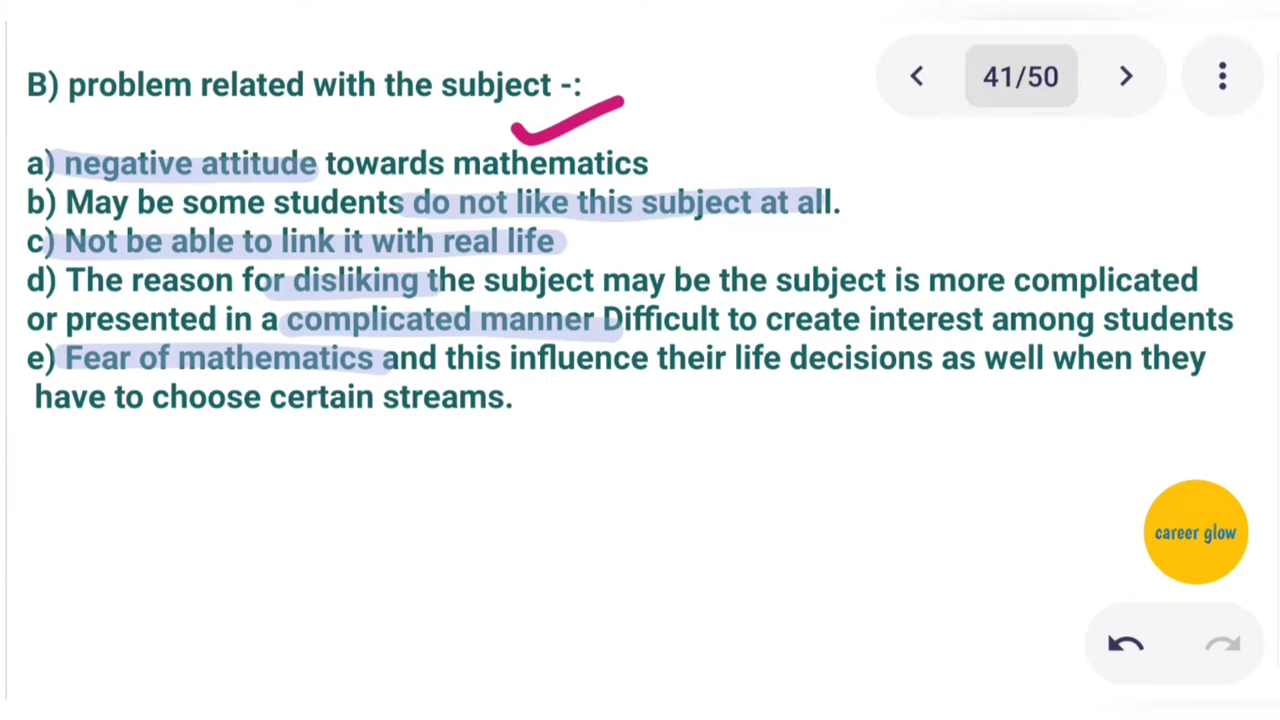 B) problem related with the subject -:
41/50
a) negative attitude towards mathematics
b) May be some students do not like this subject at all.
c) Not be able to link it with real life
d) The reason for disliking the subject may be the subject is more complicated
or presented in a complicated manner Difficult to create interest among students
e) Fear of mathematics and this influence their life decisions as well when they
have to choose certain streams.
career glow